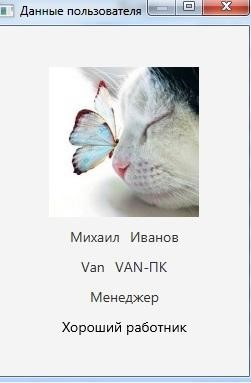 Данные пользователя
Михаил Иванов
Van VAN-ПК
Менеджер
Хороший работник